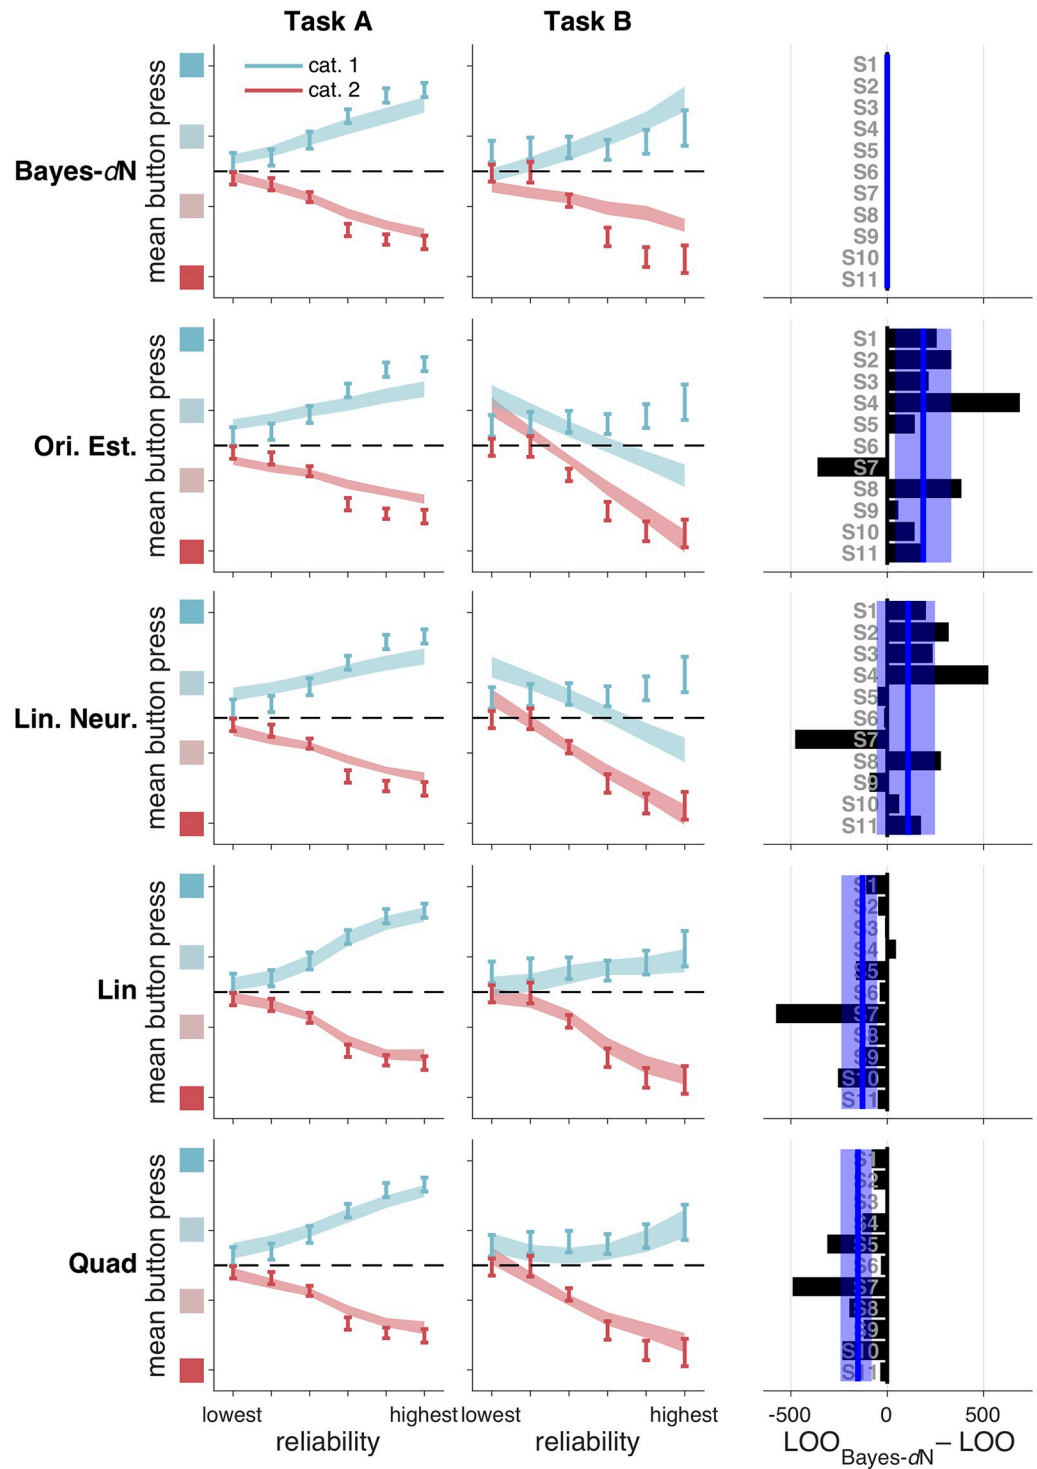 Task A
Task B
cat. 1
cat. 2
Bayes-dN
mean button press
S1
S2
S3
S4
S5
S6
S7
S8
S9
S10
S11
Ori. Est.
mean button press
S1
S2
S3
S4
S5
S6
S7
S8
S9
S10
S11
Lin. Neur.
mean button press
S1
S2
S3
S4
S5
S6
S7
S8
S9
S10
S11
Lin
mean button press
S1
S2
S3
S4
S5
S6
S7
S8
S9
S10
S11
Quad
mean button press
S1
S2
S3
S4
S5
S6
S7
S8
S9
S10
S11
lowest highest lowest highest -500 0 500
reliability reliability LOO Bayes-dN – LOO